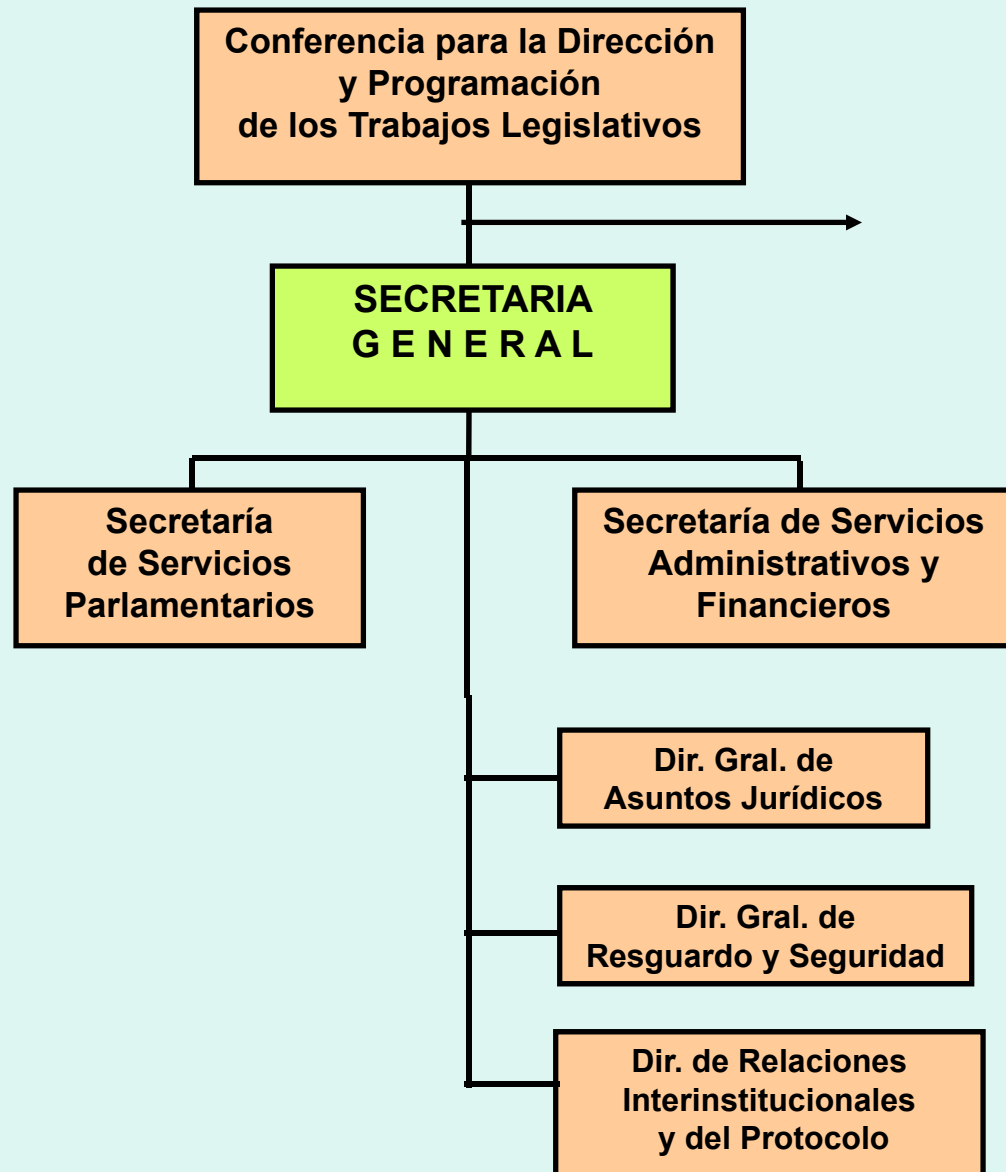 Conferencia para la Dirección
y Programación
de los Trabajos Legislativos
SECRETARIA
G E N E R A L
Secretaría
de Servicios
Parlamentarios
Secretaría de Servicios
Administrativos y
Financieros
Dir. Gral. de
Asuntos Jurídicos
Dir. Gral. de
Resguardo y Seguridad
Dir. de Relaciones
Interinstitucionales
y del Protocolo